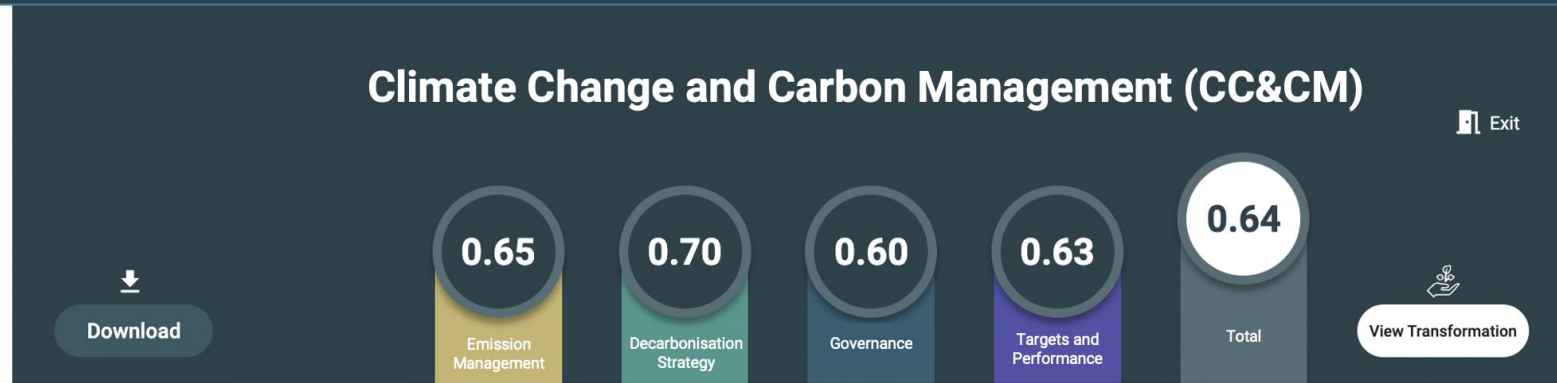 Climate Change and Carbon Management (CC&CM)
Exit
0.65
0.70
0.60
0.63
0.64
Download
Emission
Management
Decarbonisation
Strategy
Governance
Targets and
Performance
Total
View Transformation